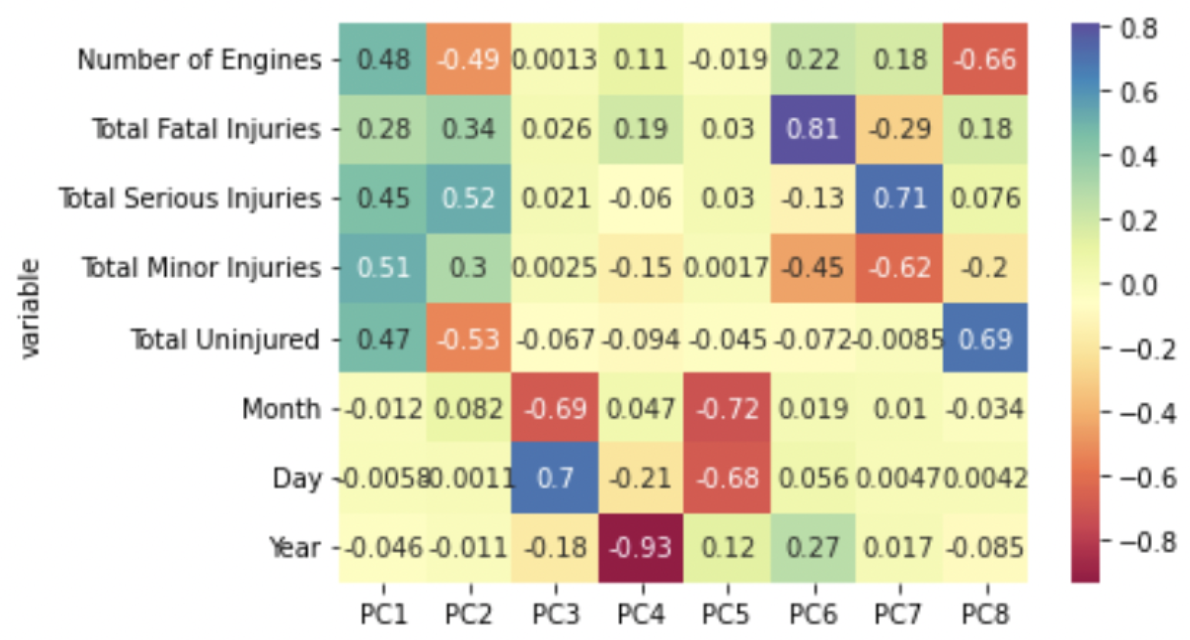 Number of Engines 0.48 -0.49 0.0013 0.11 -0.019 0.22 0.18 -0.66
Total Fatal Injuries 0.28 0.34 0.026 0.19 0.03 0.81 -0.29 0.18
Total Serious Injuries 0.45 0.52 0.021 -0.06 0.03 -0.13 0.71 0.076
Total Minor Injuries 0.51 0.3 0.0025 -0.15 0.0017 -0.45 -0.62 -0.2
Total Uninjured 0.47 -0.53 -0.067 -0.094 -0.045 -0.072 -0.0085 0.69
Month -0.012 0.082 -0.69 0.047 -0.72 0.019 0.01 -0.034
Day -0.0058 -0.0011 0.7 -0.21 -0.68 0.056 0.0047 0.0042
Year -0.046 -0.011 -0.18 -0.93 0.12 0.27 0.017 -0.085
PC1 PC2 PC3 PC4 PC5 PC6 PC7 PC8
variable
0.8
0.6
0.4
0.2
0.0
−0.2
−0.4
−0.6
−0.8